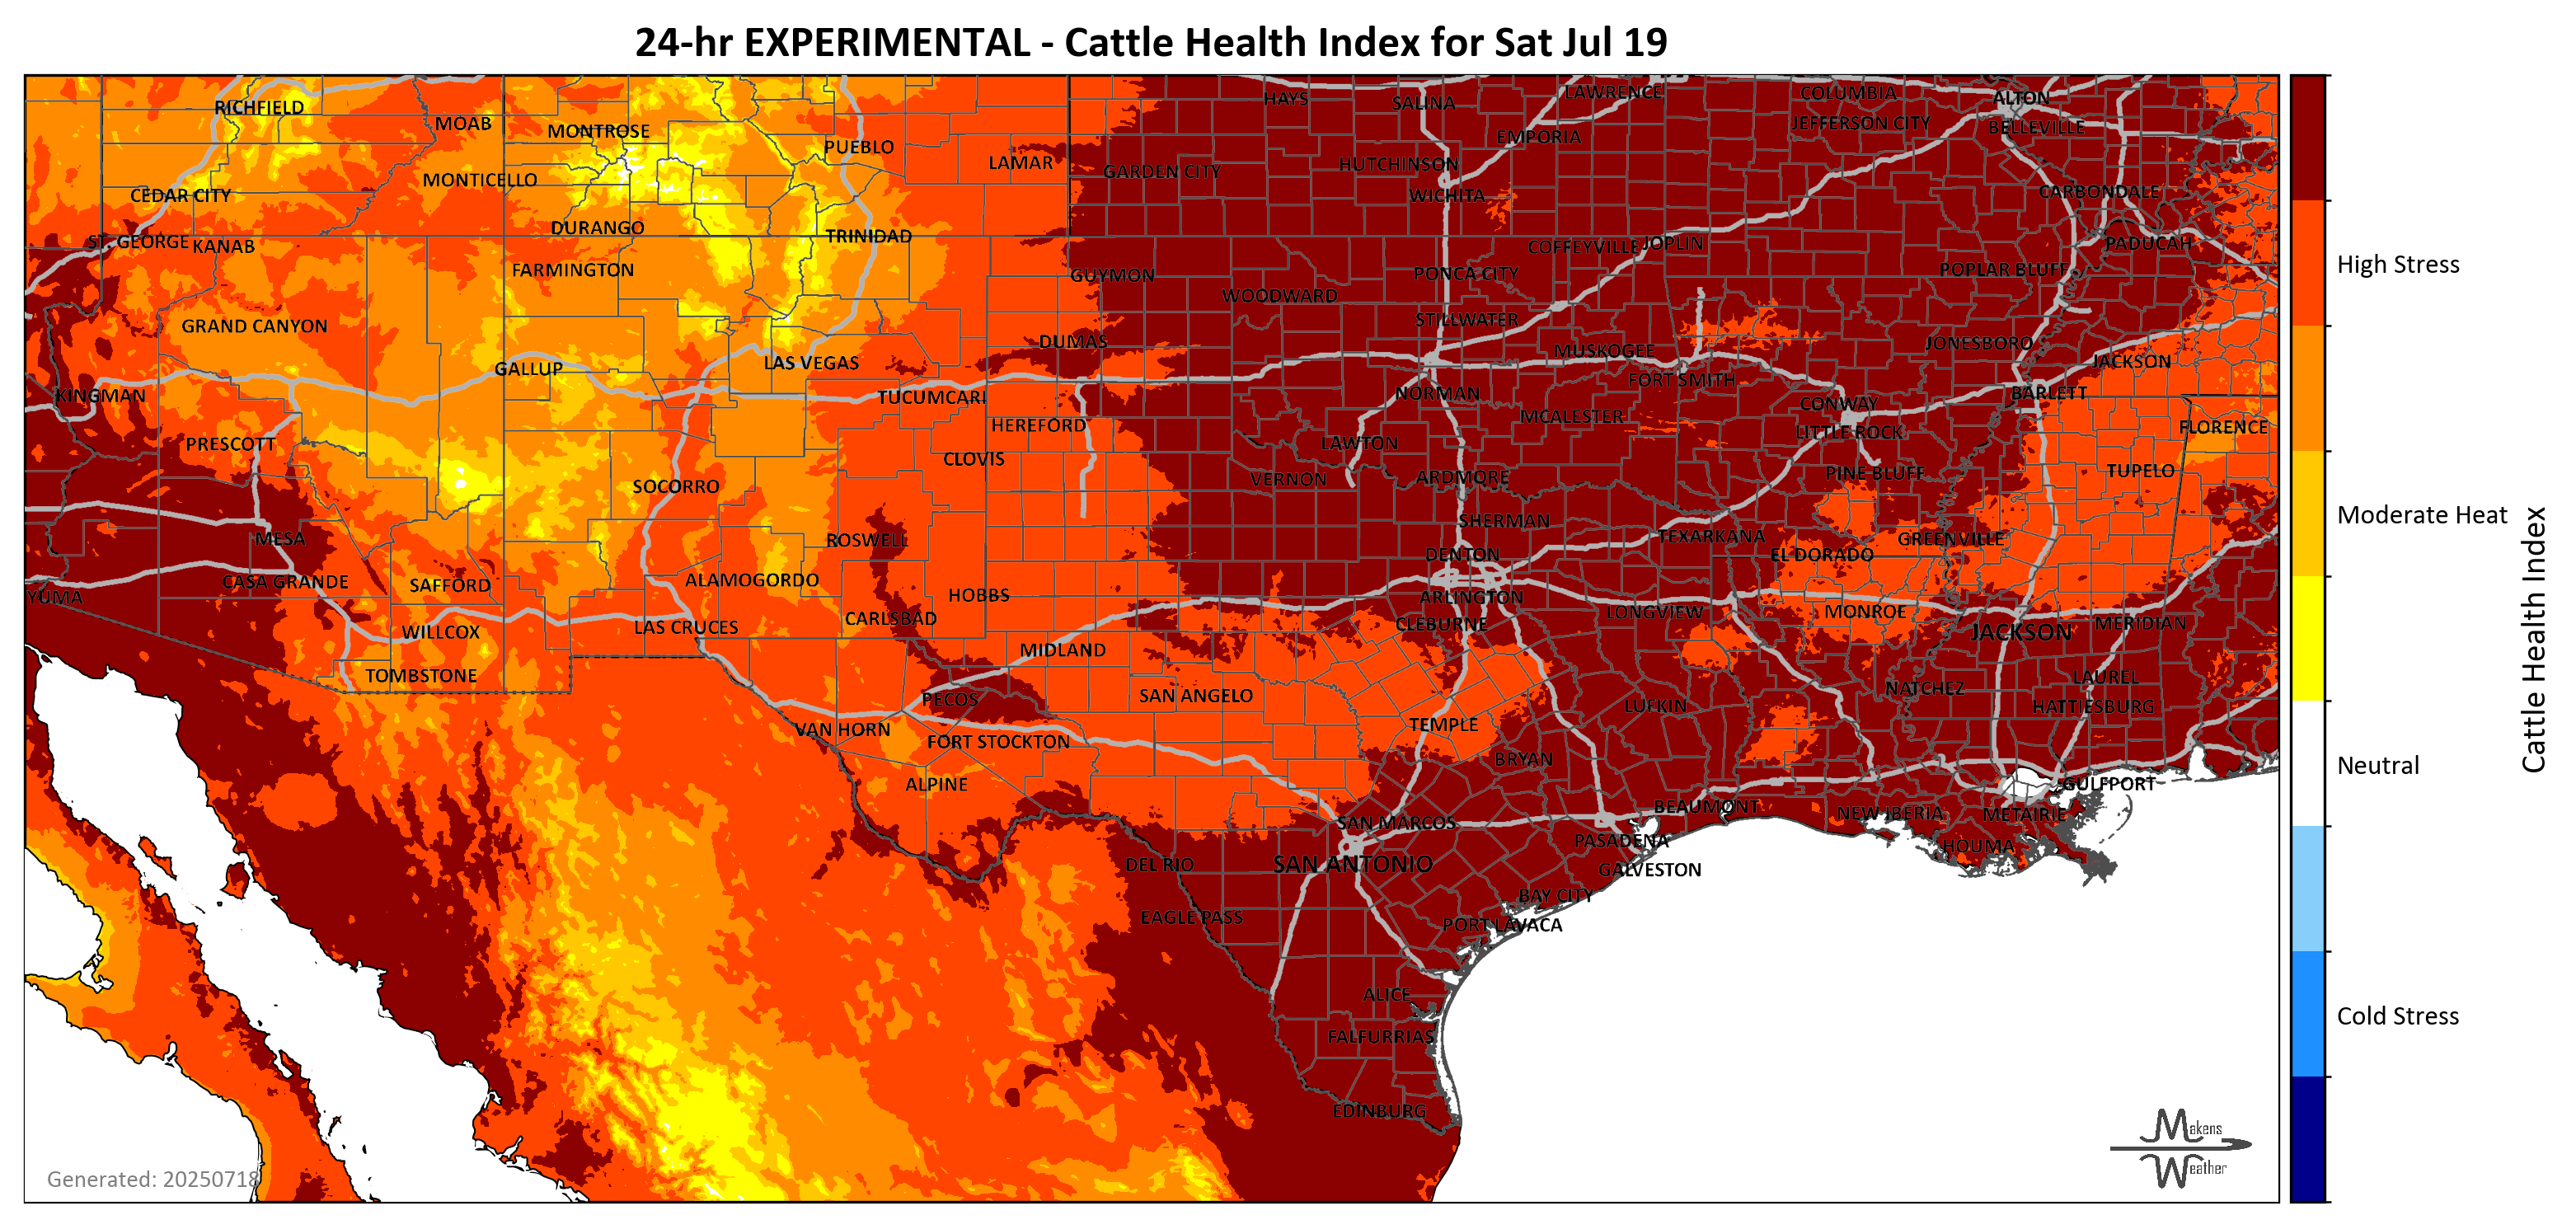 24-hr EXPERIMENTAL - Cattle Health Index for Sat Jul 19
RICHFIELD
MOAB
MONTROSE
PUEBLO
LAMAR
HAYS
SALINA
LAWRENCE
COLUMBIA
ALTON
EMPORIA
JEFFERSON CITY
BELLEVILLE
CEDAR CITY
MONTICELLO
GARDEN CITY
HUTCHINSON
WICHITA
CARBONDALE
ST. GEORGE
KANAB
DURANGO
TRINIDAD
COFFEYVILLE
JOPLIN
PADUCAH
FARMINGTON
GUYMON
PONCA CITY
POPLAR BLUFF
WOODWARD
GRAND CANYON
STILLWATER
DUMAS
MUSKOGEE
JONESBORO
GALLUP
LAS VEGAS
JACKSON
KINGMAN
TUCUMCARI
NORMAN
FORT SMITH
BARLETT
HEREFORD
MCALESTER
CONWAY
FLORENCE
PRESCOTT
CLOVIS
LAWTON
LITTLE ROCK
SOCORRO
VERNON
ARDMORE
PINE BLUFF
TUPELO
SHERMAN
MESA
ROSWELL
DENTON
TEXARKANA
EL DORADO
GREENVILLE
YUMA
CASA GRANDE
SAFFORD
ALAMOGORDO
HOBBS
ARLINGTON
LONGVIEW
MONROE
WILLCOX
LAS CRUCES
CARLSBAD
CLEBURNE
JACKSON
MERIDIAN
TOMBSTONE
MIDLAND
PECOS
SAN ANGELO
LUFKIN
NATCHEZ
LAUREL
HATTIESBURG
VAN HORN
FORT STOCKTON
TEMPLE
BRYAN
ALPINE
GULFPORT
SAN MARCOS
BEAUMONT
NEW IBERIA
METAIRIE
DEL RIO
SAN ANTONIO
PASADENA
HOUMA
GALVESTON
EAGLE PASS
BAY CITY
PORT LAVACA
ALICE
FALFURRIAS
EDINBURG
Generated: 20250718
Makens
Weather
High Stress
Moderate Heat
Neutral
Cold Stress
Cattle Health Index